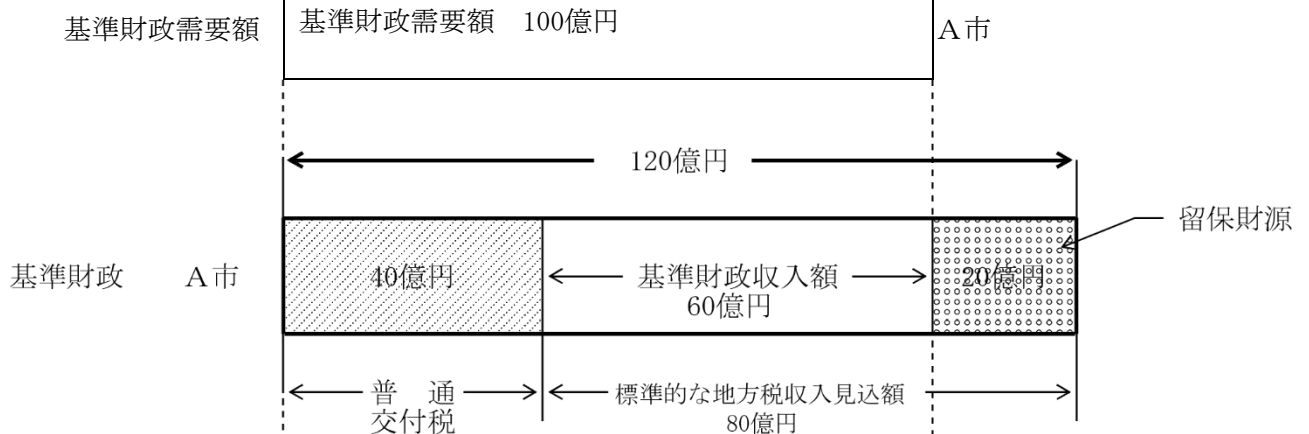 基準財政需要額
基準財政需要額　100億円
Ａ市
120億円
留保財源
基準財政　　Ａ市
40億円
基準財政収入額
60億円
20億円
普　通
交付税
標準的な地方税収入見込額
80億円